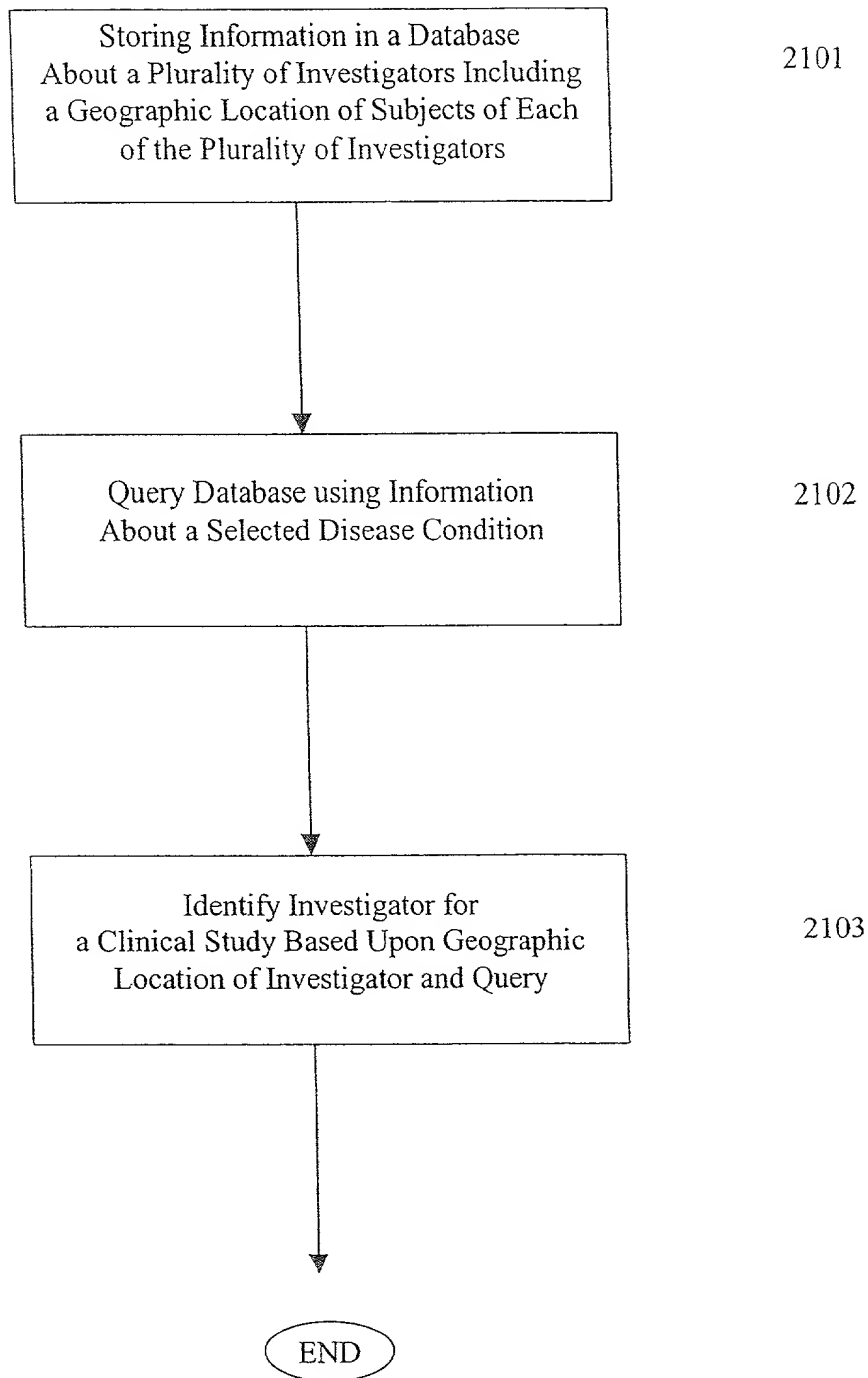 Storing Information in a Database
About a Plurality of Investigators Including
a Geographic Location of Subjects of Each
of the Plurality of Investigators
2101
Query Database using Information
About a Selected Disease Condition
2102
Identify Investigator for
a Clinical Study Based Upon Geographic
Location of Investigator and Query
2103
END